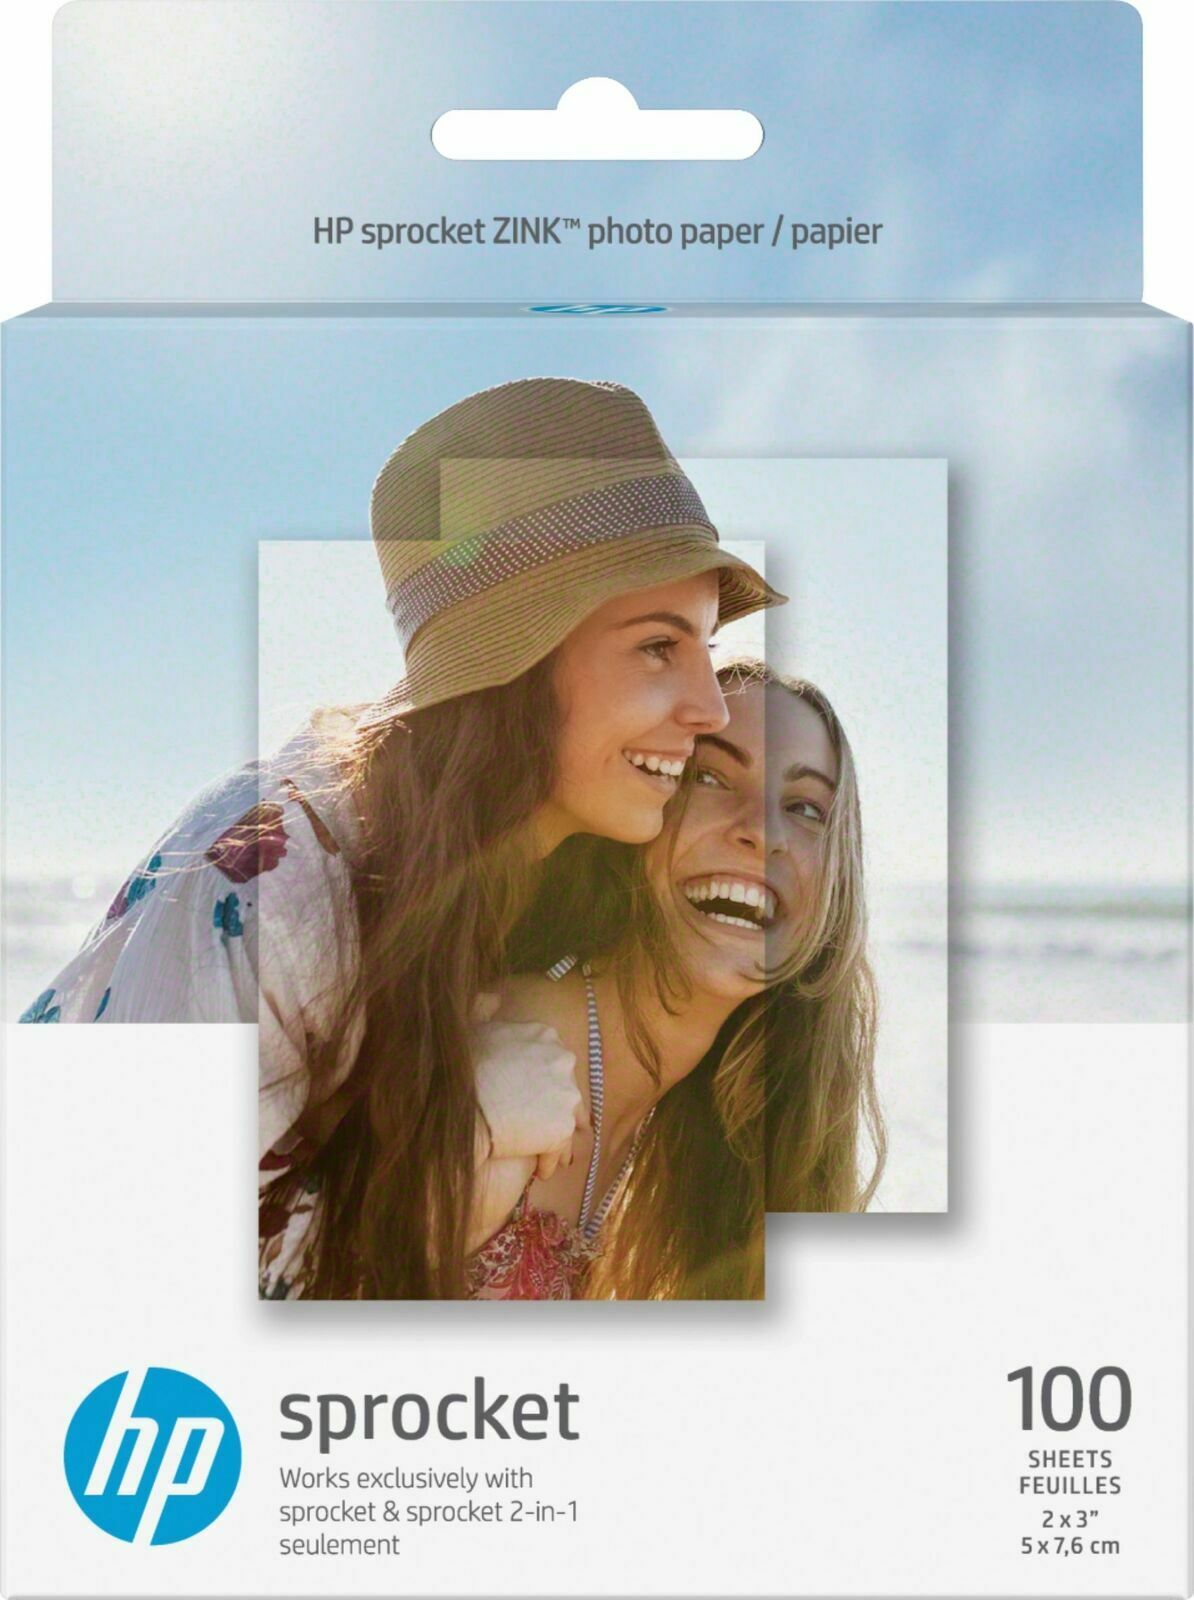 HP sprocket ZINK™ photo paper / papier
hp
hp
sprocket
Works exclusively with
sprocket & sprocket 2-in-1
seulement
100
SHEETS
FEUILLES
2 x 3”
5 x 7,6 cm